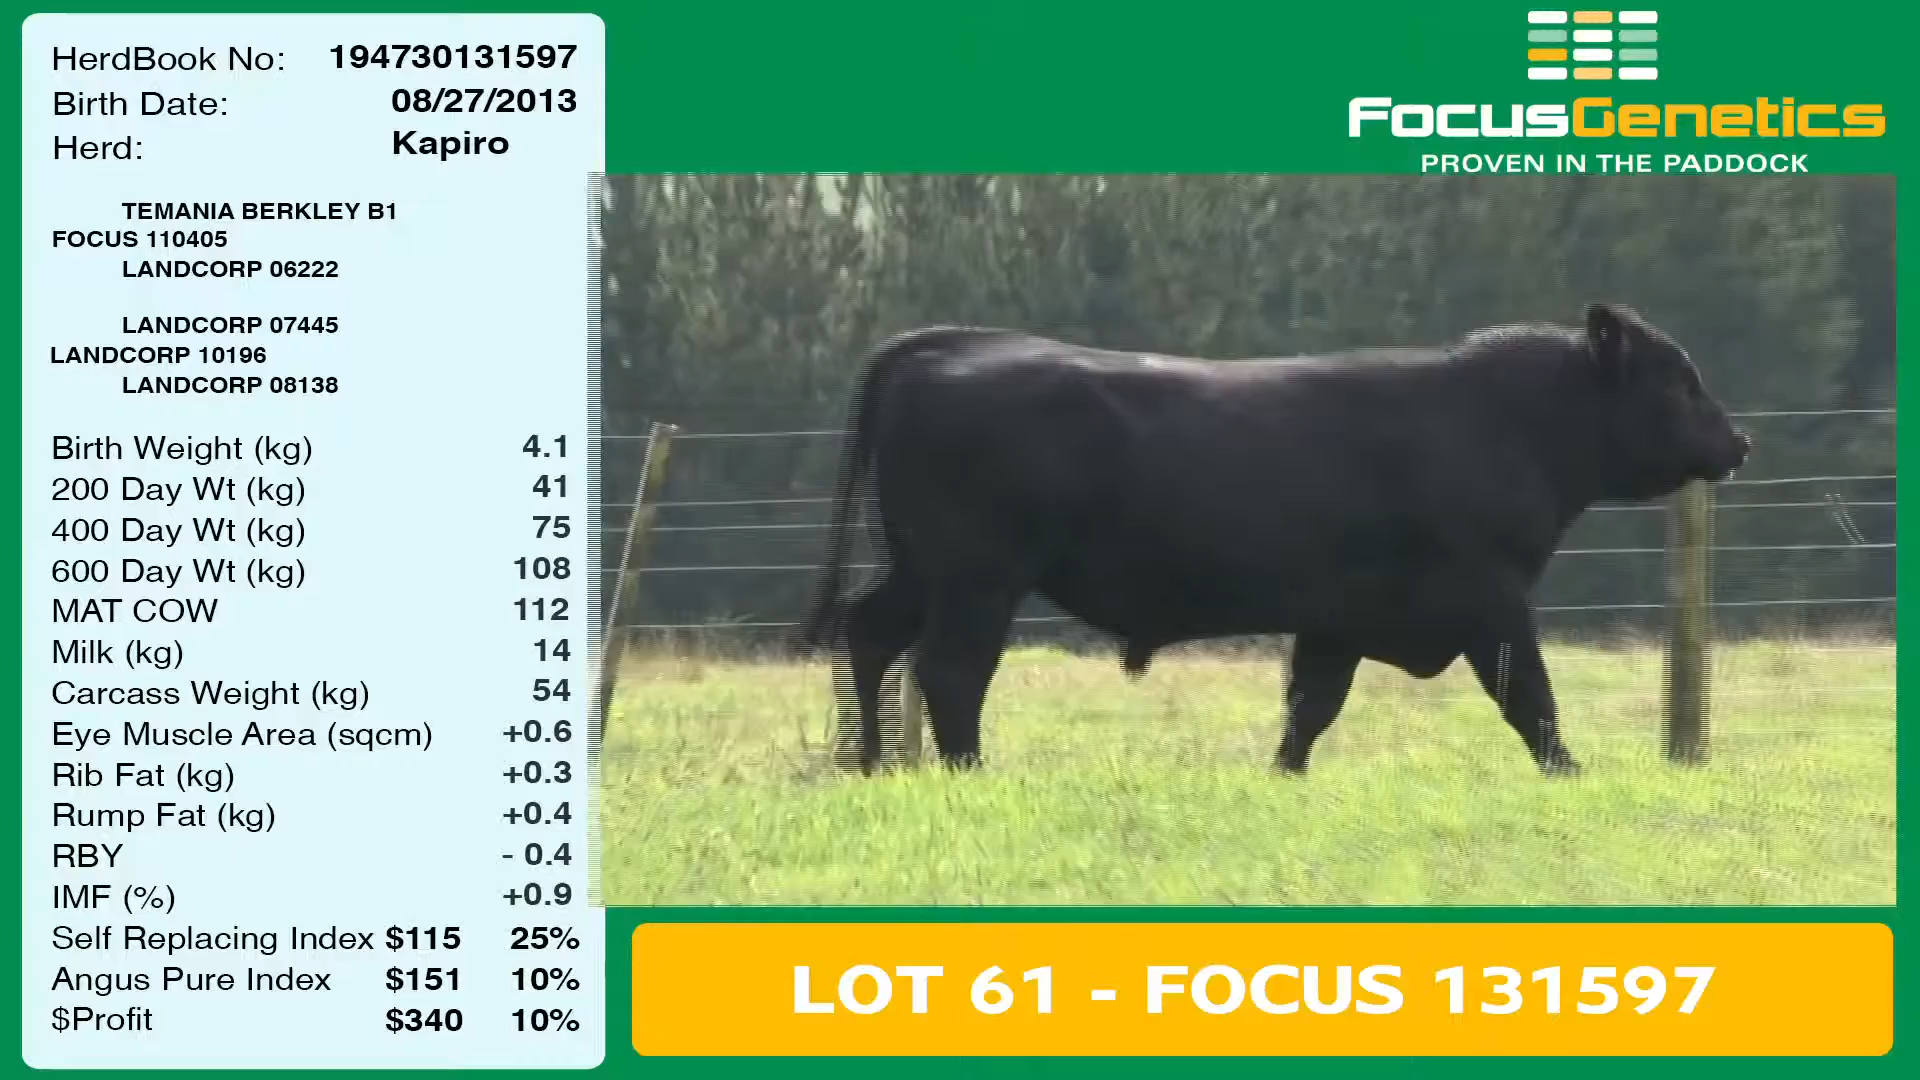 HerdBook No: 194730131597
Birth Date: 08/27/2013
Herd: Kapiro
TEMANIA BERKLEY B1
FOCUS 110405
LANDCORP 06222
LANDCORP 07445
LANDCORP 10196
LANDCORP 08138
Birth Weight (kg) 4.1
200 Day Wt (kg) 41
400 Day Wt (kg) 75
600 Day Wt (kg) 108
MAT COW 112
Milk (kg) 14
Carcass Weight (kg) 54
Eye Muscle Area (sqcm) +0.6
Rib Fat (kg) +0.3
Rump Fat (kg) +0.4
RBY - 0.4
IMF (%) +0.9
Self Replacing Index $115 25%
Angus Pure Index $151 10%
$Profit $340 10%
FocusGenetics
PROVEN IN THE PADDOCK
LOT 61 - FOCUS 131597